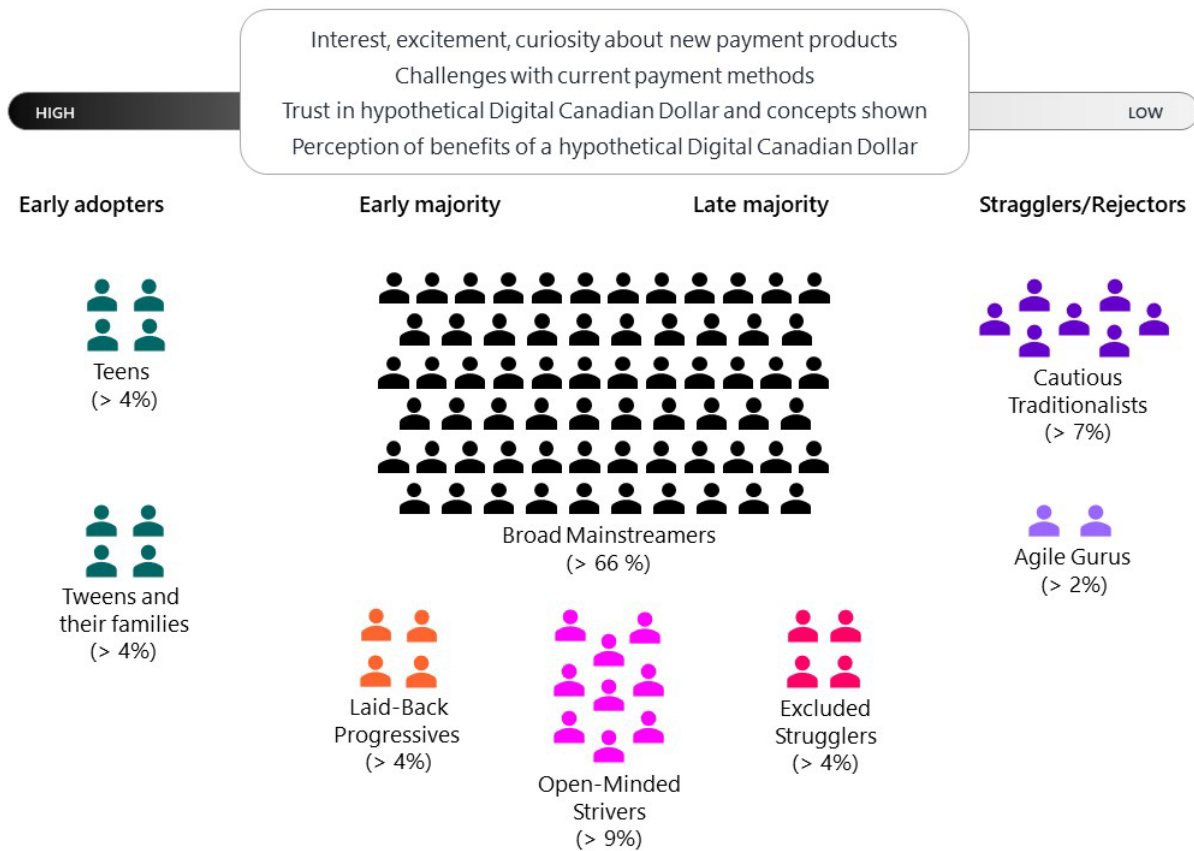 Interest, excitement, curiosity about new payment products
Challenges with current payment methods
Trust in hypothetical Digital Canadian Dollar and concepts shown
Perception of benefits of a hypothetical Digital Canadian Dollar
HIGH
LOW
Early adopters
Early majority
Late majority
Stragglers/Rejectors
Teens
(> 4%)
Tweens and
their families
(> 4%)
Broad Mainstreamers
(> 66 %)
Laid-Back
Progressives
(> 4%)
Open-Minded
Strivers
(> 9%)
Excluded
Strugglers
(> 4%)
Cautious
Traditionalists
(> 7%)
Agile Gurus
(> 2%)